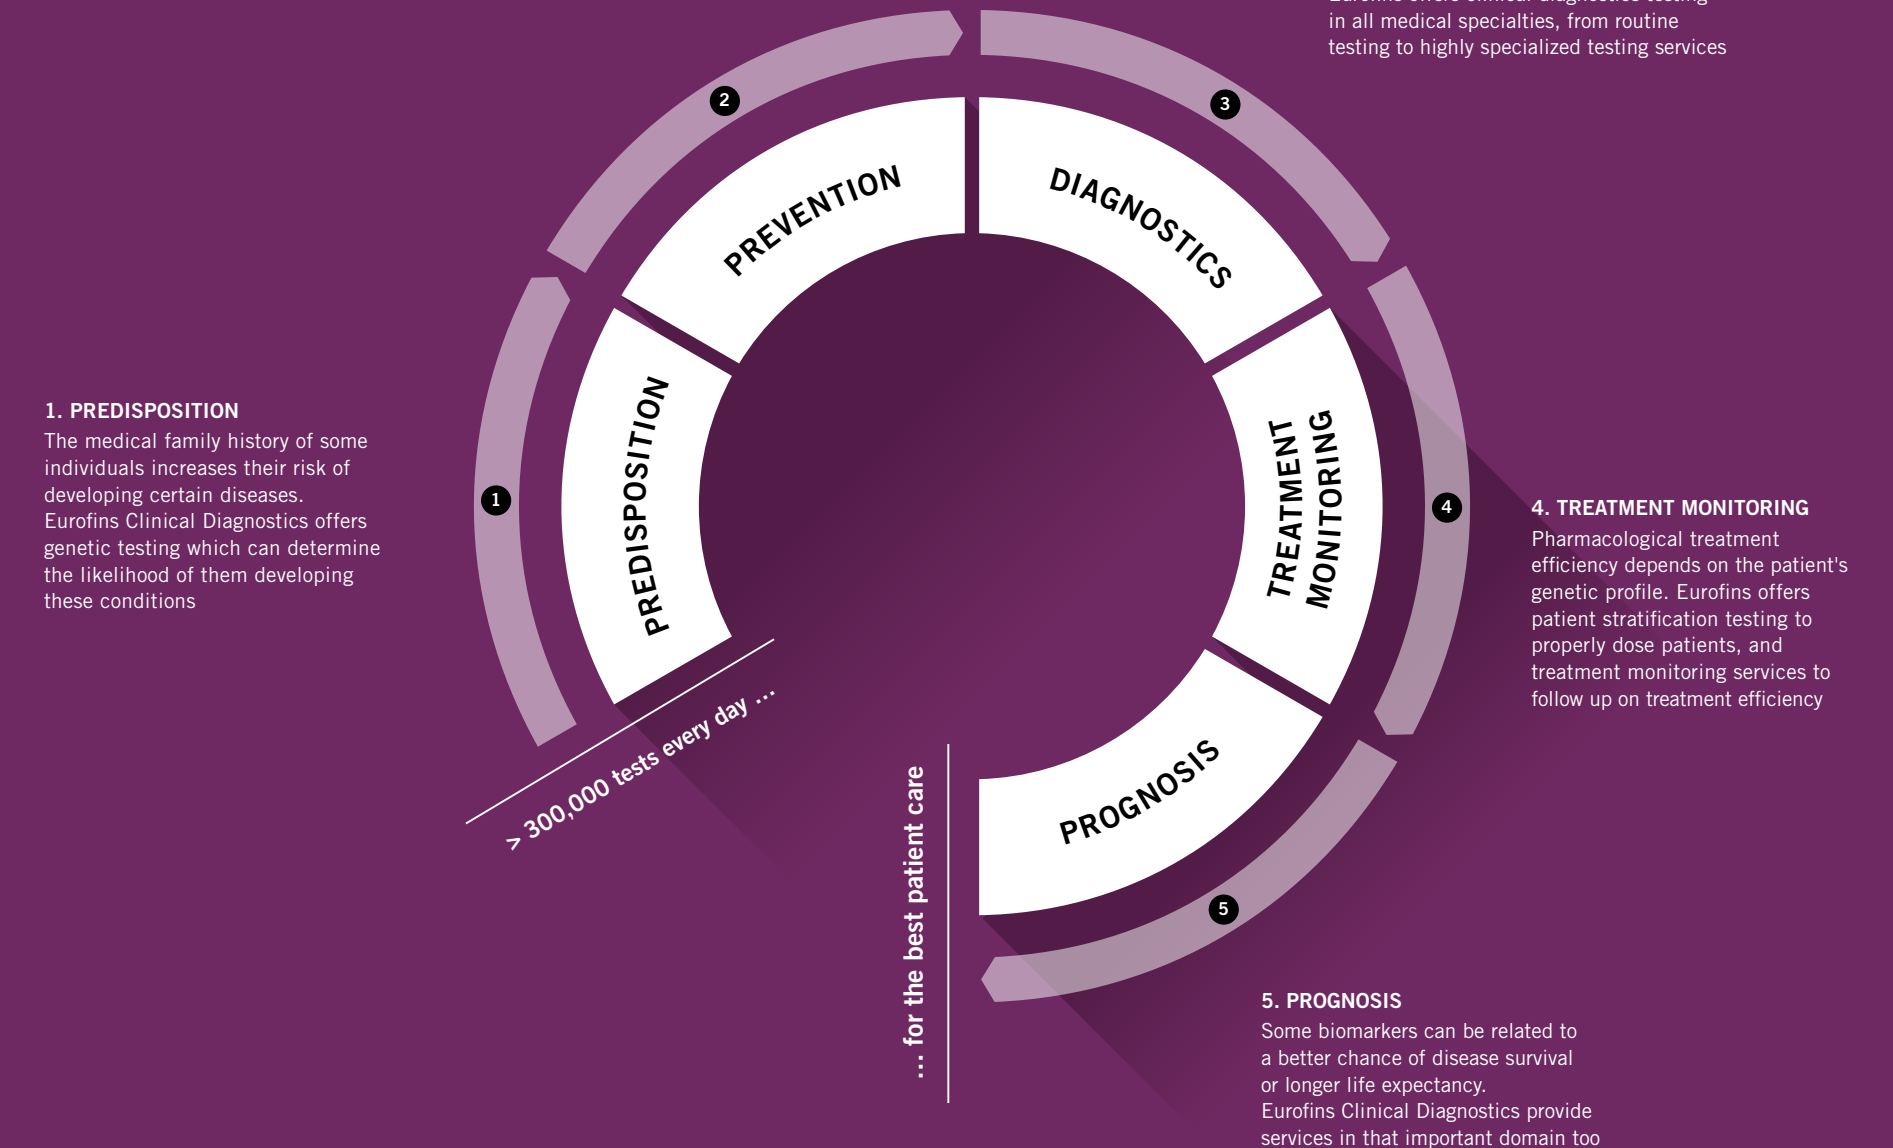 Eurofins offers clinical diagnostics testing
in all medical specialties, from routine
testing to highly specialized testing services
2
3
PREVENTION
DIAGNOSTICS
1. PREDISPOSITION
The medical family history of some
individuals increases their risk of
developing certain diseases.
Eurofins Clinical Diagnostics offers
genetic testing which can determine
the likelihood of them developing
these conditions
1
PREDISPOSITION
TREATMENT
MONITORING
4
4. TREATMENT MONITORING
Pharmacological treatment
efficiency depends on the patient's
genetic profile. Eurofins offers
patient stratification testing to
properly dose patients, and
treatment monitoring services to
follow up on treatment efficiency
> 300,000 tests every day ...
... for the best patient care
PROGNOSIS
5
5. PROGNOSIS
Some biomarkers can be related to
a better chance of disease survival
or longer life expectancy.
Eurofins Clinical Diagnostics provide
services in that important domain too